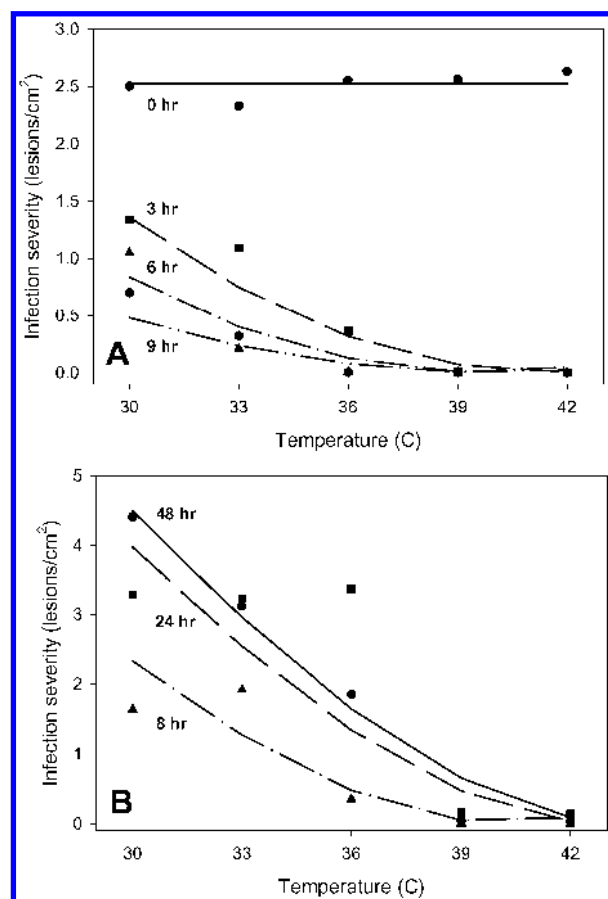 3.0
2.5
2.0
1.5
1.0
0.5
0.0
Infection severity (lesions/cm²)
0 hr
3 hr
6 hr
9 hr
A
30 33 36 39 42
Temperature (C)
5
4
3
2
1
0
Infection severity (lesions/cm²)
48 hr
24 hr
8 hr
B
30 33 36 39 42
Temperature (C)